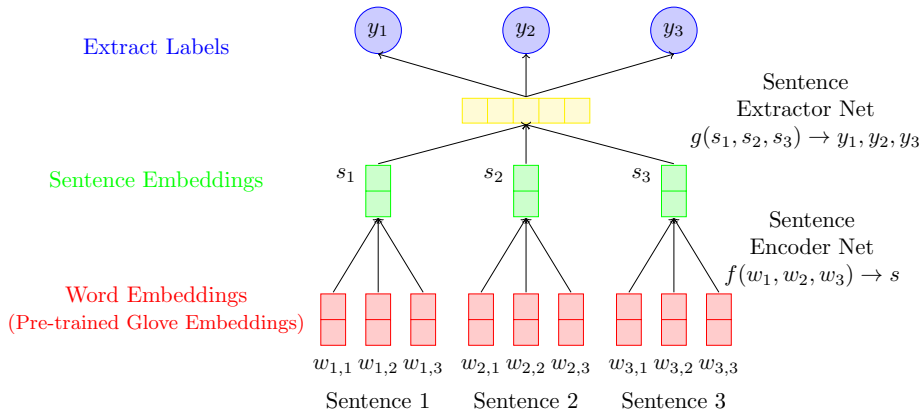 Extract Labels
y1 y2 y3
Sentence
Extractor Net
g(s1, s2, s3) → y1, y2, y3
Sentence Embeddings
s1 s2 s3
Sentence
Encoder Net
f(w1, w2, w3) → s
Word Embeddings
(Pre-trained Glove Embeddings)
w1,1 w1,2 w1,3 w2,1 w2,2 w2,3 w3,1 w3,2 w3,3
Sentence 1 Sentence 2 Sentence 3